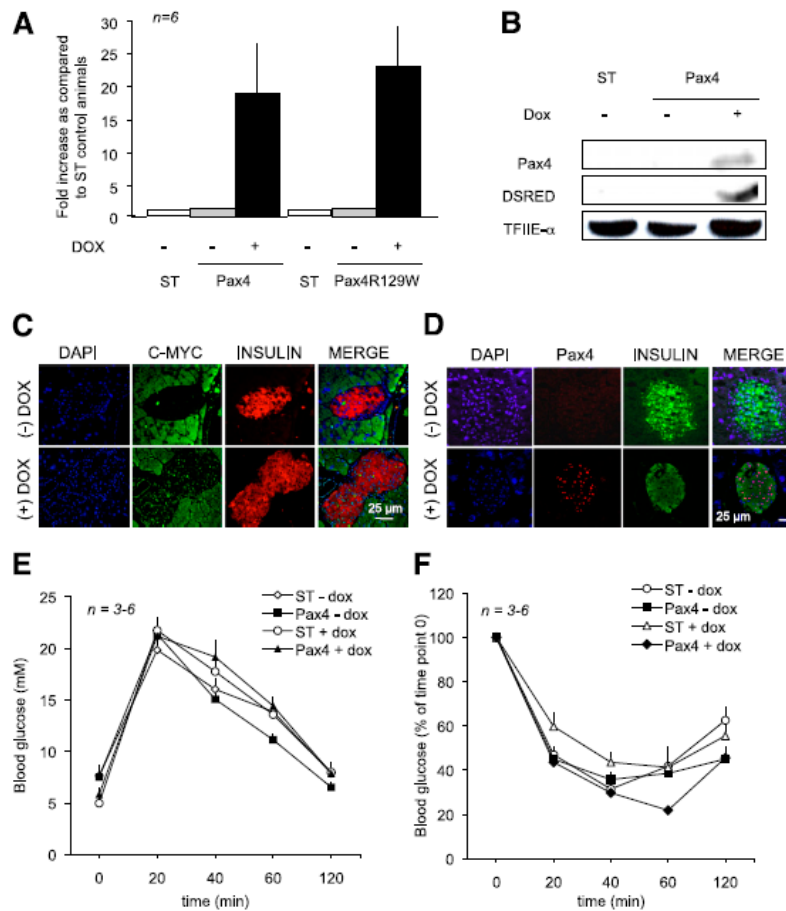 A
n=6
Fold increase as compared
to ST control animals
30
25
20
15
10
5
0
DOX - - + - - +
ST Pax4 ST Pax4R129W
B
ST Pax4
Dox - - +
Pax4
DSRED
TFIIE-α
C
DAPI C-MYC INSULIN MERGE
(-) DOX
(+) DOX
25 µm
D
DAPI Pax4 INSULIN MERGE
(-) DOX
(+) DOX
25 µm
E
n = 3-6
ST - dox
Pax4 - dox
ST + dox
Pax4 + dox
Blood glucose (mM)
25
20
15
10
5
0
0 20 40 60 120
time (min)
F
n = 3-6
ST - dox
Pax4 - dox
ST + dox
Pax4 + dox
Blood glucose (% of time point 0)
120
100
80
60
40
20
0
0 20 40 60 120
time (min)